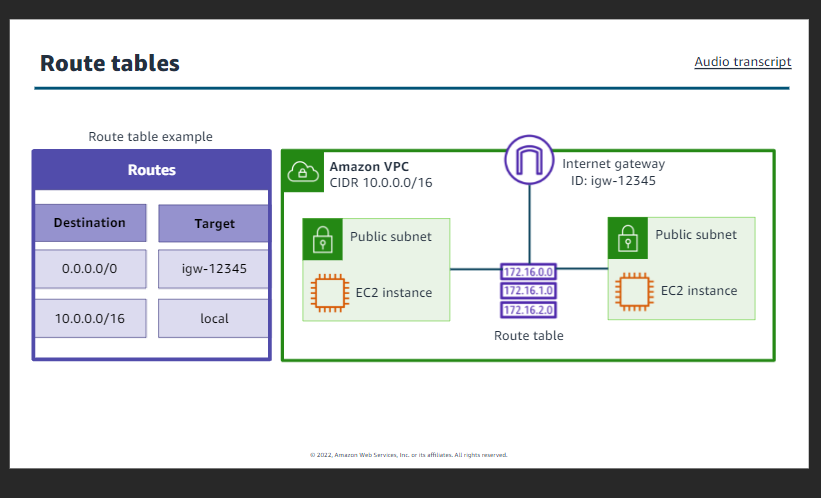 Route tables
Audio transcript
Route table example
Routes
Destination
Target
0.0.0.0/0
igw-12345
10.0.0.0/16
local
Amazon VPC
CIDR 10.0.0.0/16
Internet gateway
ID: igw-12345
Public subnet
EC2 instance
172.16.0.0
172.16.1.0
172.16.2.0
Route table
Public subnet
EC2 instance
© 2022, Amazon Web Services, Inc. or its affiliates. All rights reserved.